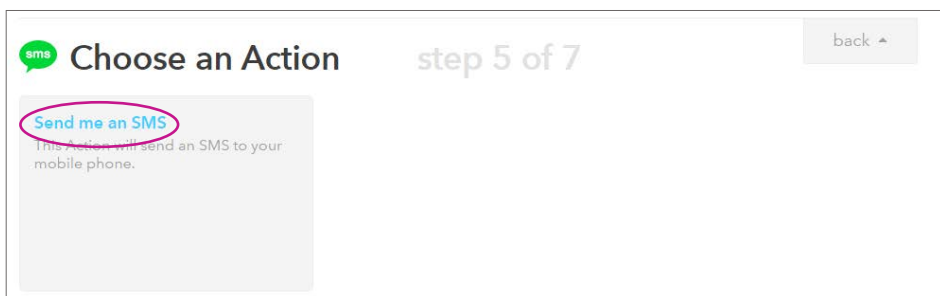 sms
Choose an Action
step 5 of 7
back
Send me an SMS
This Action will send an SMS to your
mobile phone.